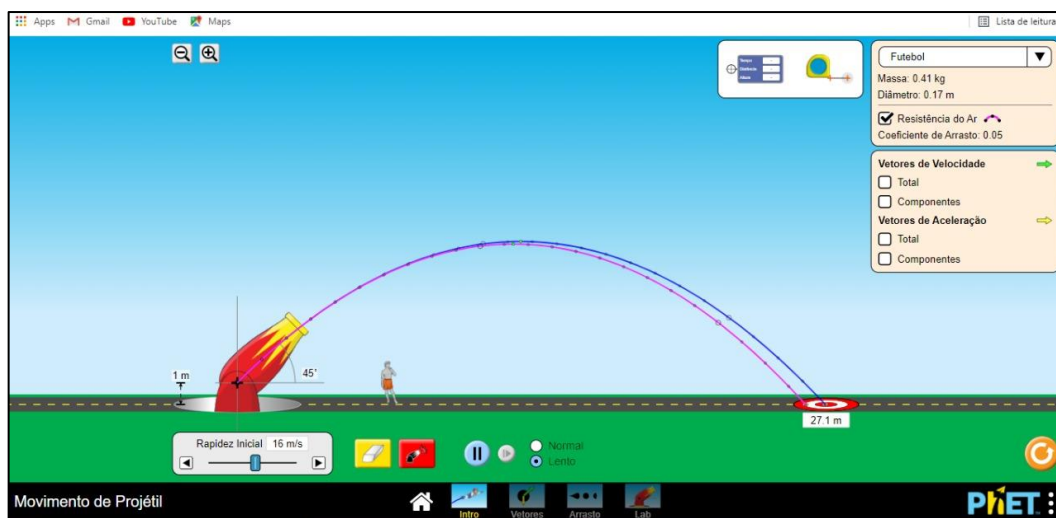 Apps Gmail YouTube Maps Lista de leitura
Futebol
Massa: 0.41 kg
Diâmetro: 0.17 m
Resistência do Ar
Coeficiente de Arrasto: 0.05
Vetores de Velocidade
Total
Componentes
Vetores de Aceleração
Total
Componentes
1 m
45°
27.1 m
Rapidez Inicial 16 m/s
Normal
Lento
Movimento de Projétil
Intro Vetores Arrasto Lab
PhET